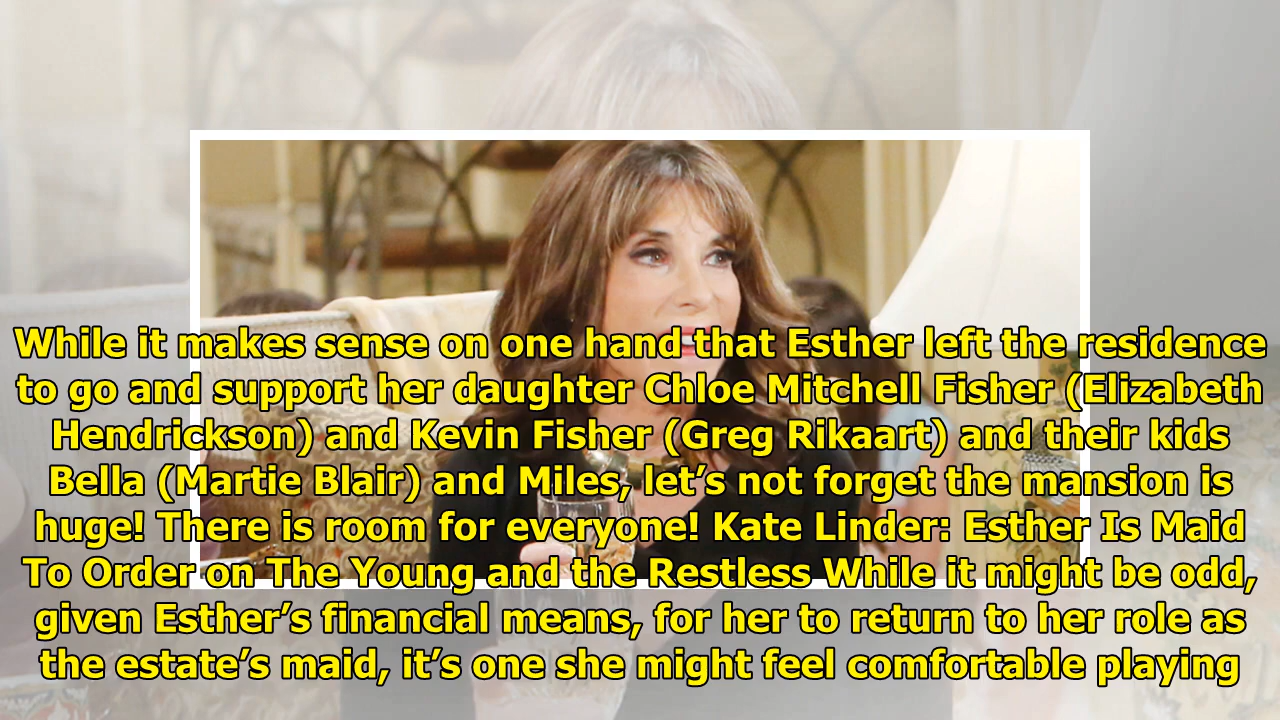 While it makes sense on one hand that Esther left the residence
to go and support her daughter Chloe Mitchell Fisher (Elizabeth
Hendrickson) and Kevin Fisher (Greg Rikaart) and their kids
Bella (Martie Blair) and Miles, let’s not forget the mansion is
huge! There is room for everyone! Kate Linder: Esther Is Maid
To Order on The Young and the Restless While it might be odd,
given Esther’s financial means, for her to return to her role as
the estate’s maid, it’s one she might feel comfortable playing